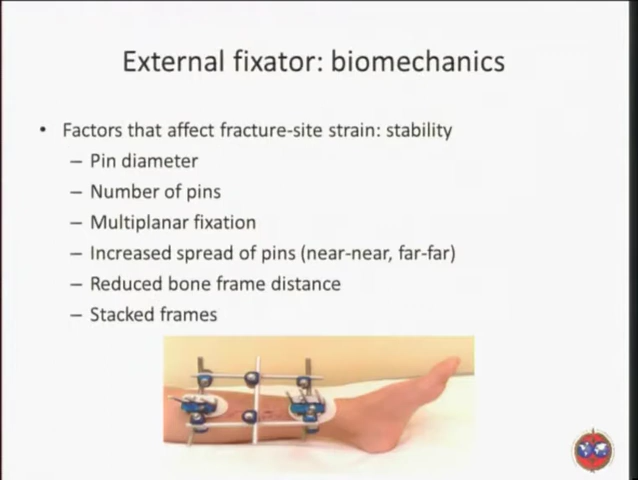 External fixator: biomechanics
• Factors that affect fracture-site strain: stability
– Pin diameter
– Number of pins
– Multiplanar fixation
– Increased spread of pins (near-near, far-far)
– Reduced bone frame distance
– Stacked frames